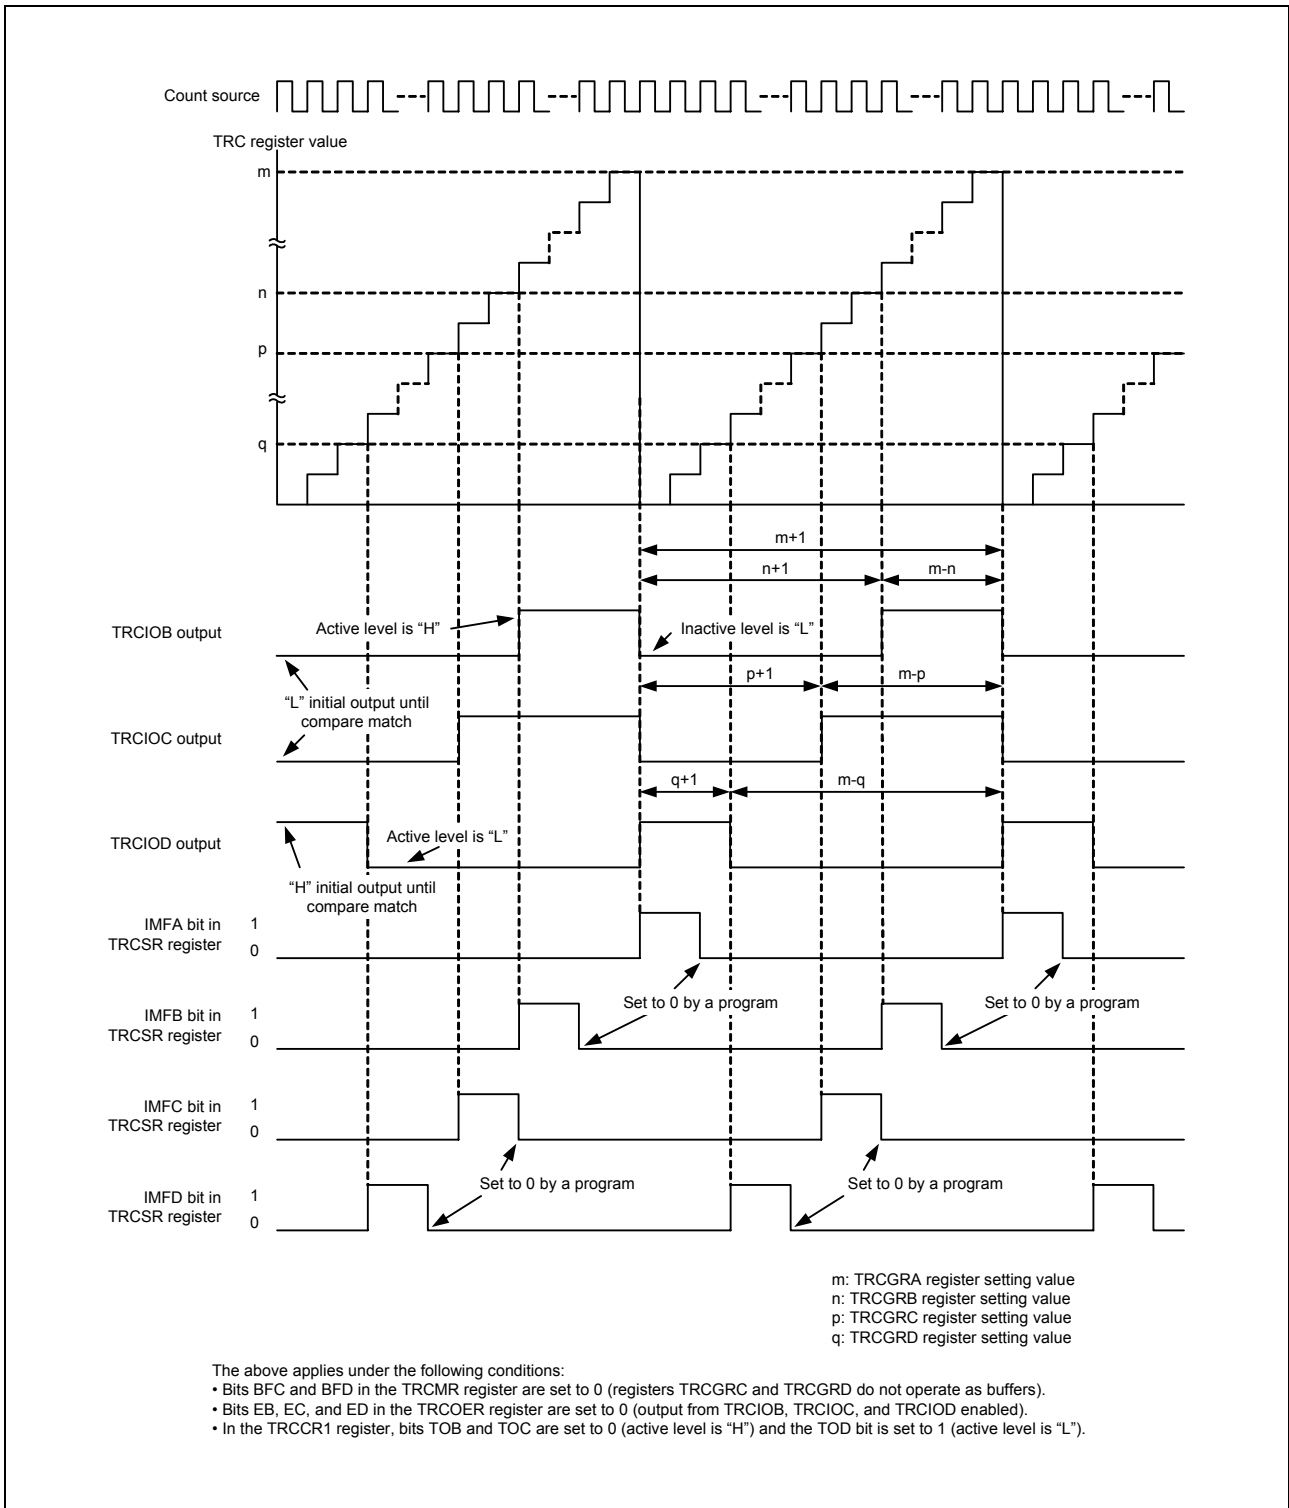 Count source
TRC register value
m
n
p
q
m+1
n+1
m-n
TRCIOB output
Active level is “H”
Inactive level is “L”
p+1
m-p
“L” initial output until
compare match
TRCIOC output
q+1
m-q
TRCIOD output
Active level is “L”
“H” initial output until
compare match
IMFA bit in
TRCSR register
1
0
Set to 0 by a program
Set to 0 by a program
IMFB bit in
TRCSR register
1
0
IMFC bit in
TRCSR register
1
0
Set to 0 by a program
Set to 0 by a program
IMFD bit in
TRCSR register
1
0
m: TRCGRA register setting value
n: TRCGRB register setting value
p: TRCGRC register setting value
q: TRCGRD register setting value
The above applies under the following conditions:
• Bits BFC and BFD in the TRCMR register are set to 0 (registers TRCGRC and TRCGRD do not operate as buffers).
• Bits EB, EC, and ED in the TRCOER register are set to 0 (output from TRCIOB, TRCIOC, and TRCIOD enabled).
• In the TRCCR1 register, bits TOB and TOC are set to 0 (active level is “H”) and the TOD bit is set to 1 (active level is “L”).